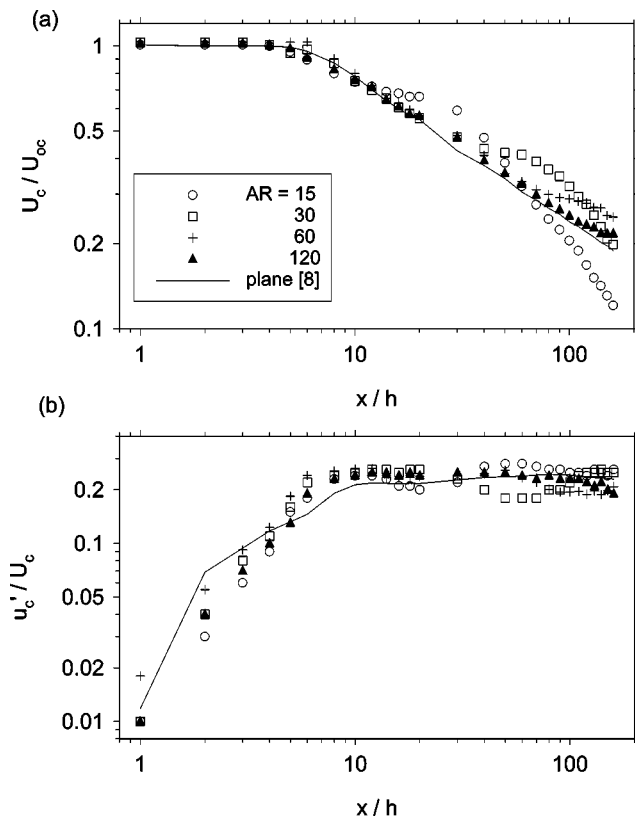 (a)
1
0.5
0.2
0.1
U_c / U_oc
AR = 15
30
60
120
plane [8]
1 10 100
x / h
(b)
0.2
0.1
0.05
0.02
0.01
u_c' / U_c
1 10 100
x / h